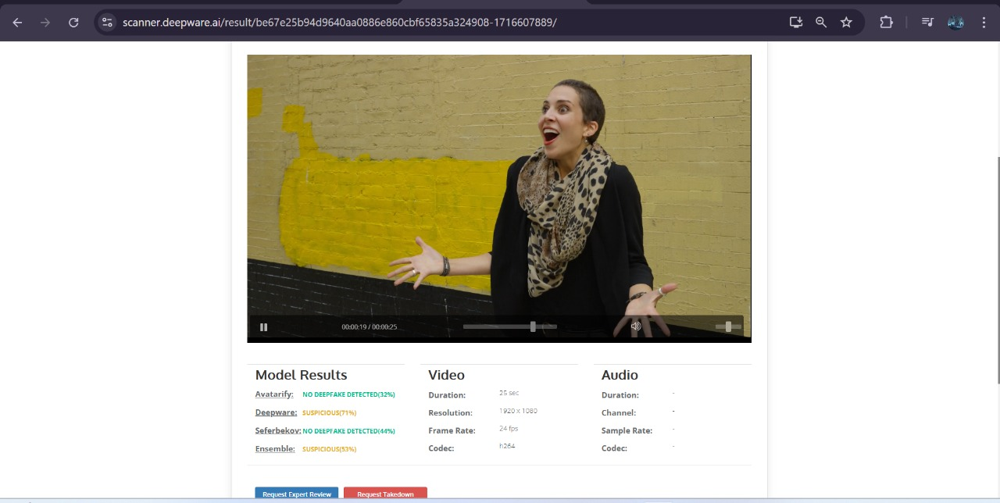 scanner.deepware.ai/result/be67e25b94d9640aa0886e860cbf65835a324908-1716607889/
00:00:19 / 00:00:25
Model Results
Avatarify: NO DEEPFAKE DETECTED(32%)
Deepware: SUSPICIOUS(71%)
Seferbekov: NO DEEPFAKE DETECTED(44%)
Ensemble: SUSPICIOUS(53%)
Video
Duration: 25 sec
Resolution: 1920 x 1080
Frame Rate: 24 fps
Codec: h264
Audio
Duration: -
Channel: -
Sample Rate: -
Codec: -
Request Expert Review
Request Takedown